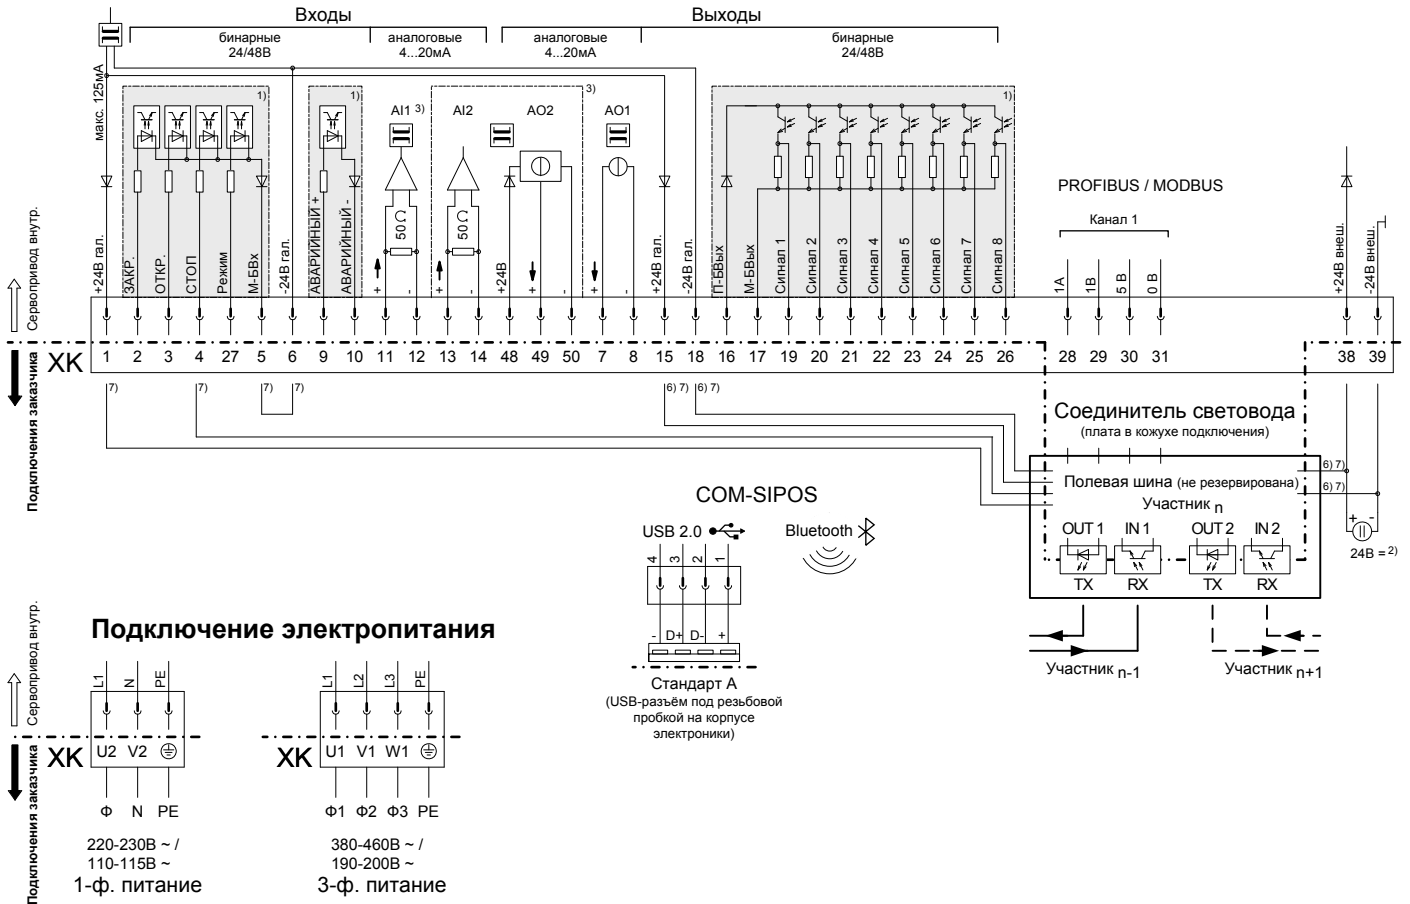 Входы
Выходы
бинарные
24/48В
аналоговые
4...20мА
аналоговые
4...20мА
бинарные
24/48В
макс. 125мА
1)
1)
AI1 3)
AI2
AO2
3)
AO1
1)
50 Ω
50 Ω
PROFIBUS / MODBUS
Канал 1
Сервопривод внутр.
+24В гал.
ЗАКР.
ОТКР.
СТОП
Режим
М-БВх
-24В гал.
АВАРИЙНЫЙ +
АВАРИЙНЫЙ -
+
-
+
-
+24В
+
-
+
-
+24В гал.
-24В гал.
П-БВых
М-БВых
Сигнал 1
Сигнал 2
Сигнал 3
Сигнал 4
Сигнал 5
Сигнал 6
Сигнал 7
Сигнал 8
1A
1B
5 В
0 В
+24В внеш.
-24В внеш.
Подключения заказчика
XK
1 2 3 4 27 5 6 9 10 11 12 13 14 48 49 50 7 8 15 18 16 17 19 20 21 22 23 24 25 26 28 29 30 31 38 39
7) 7) 7) 7) 6) 7) 6) 7)
Соединитель световода
(плата в кожухе подключения)
6) 7)
Полевая шина (не резервирована)
6) 7)
Участник n
OUT 1 IN 1 OUT 2 IN 2
TX RX TX RX
+ -
24В = 2)
Участник n-1
Участник n+1
COM-SIPOS
USB 2.0
Bluetooth
4 3 2 1
- D+ D- +
Стандарт А
(USB-разъём под резьбовой
пробкой на корпусе
электроники)
Подключение электропитания
Сервопривод внутр.
Подключения заказчика
L1 N PE
XK
U2 V2
Ф N PE
220-230В ~ /
110-115В ~
1-ф. питание
L1 L2 L3 PE
XK
U1 V1 W1
Ф1 Ф2 Ф3 PE
380-460В ~ /
190-200В ~
3-ф. питание